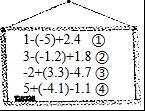 1-(-5)+2.4 ①
3-(-1.2)+1.8 ②
-2+(3.3)-4.7 ③
5+(-4.1)-1.1 ④